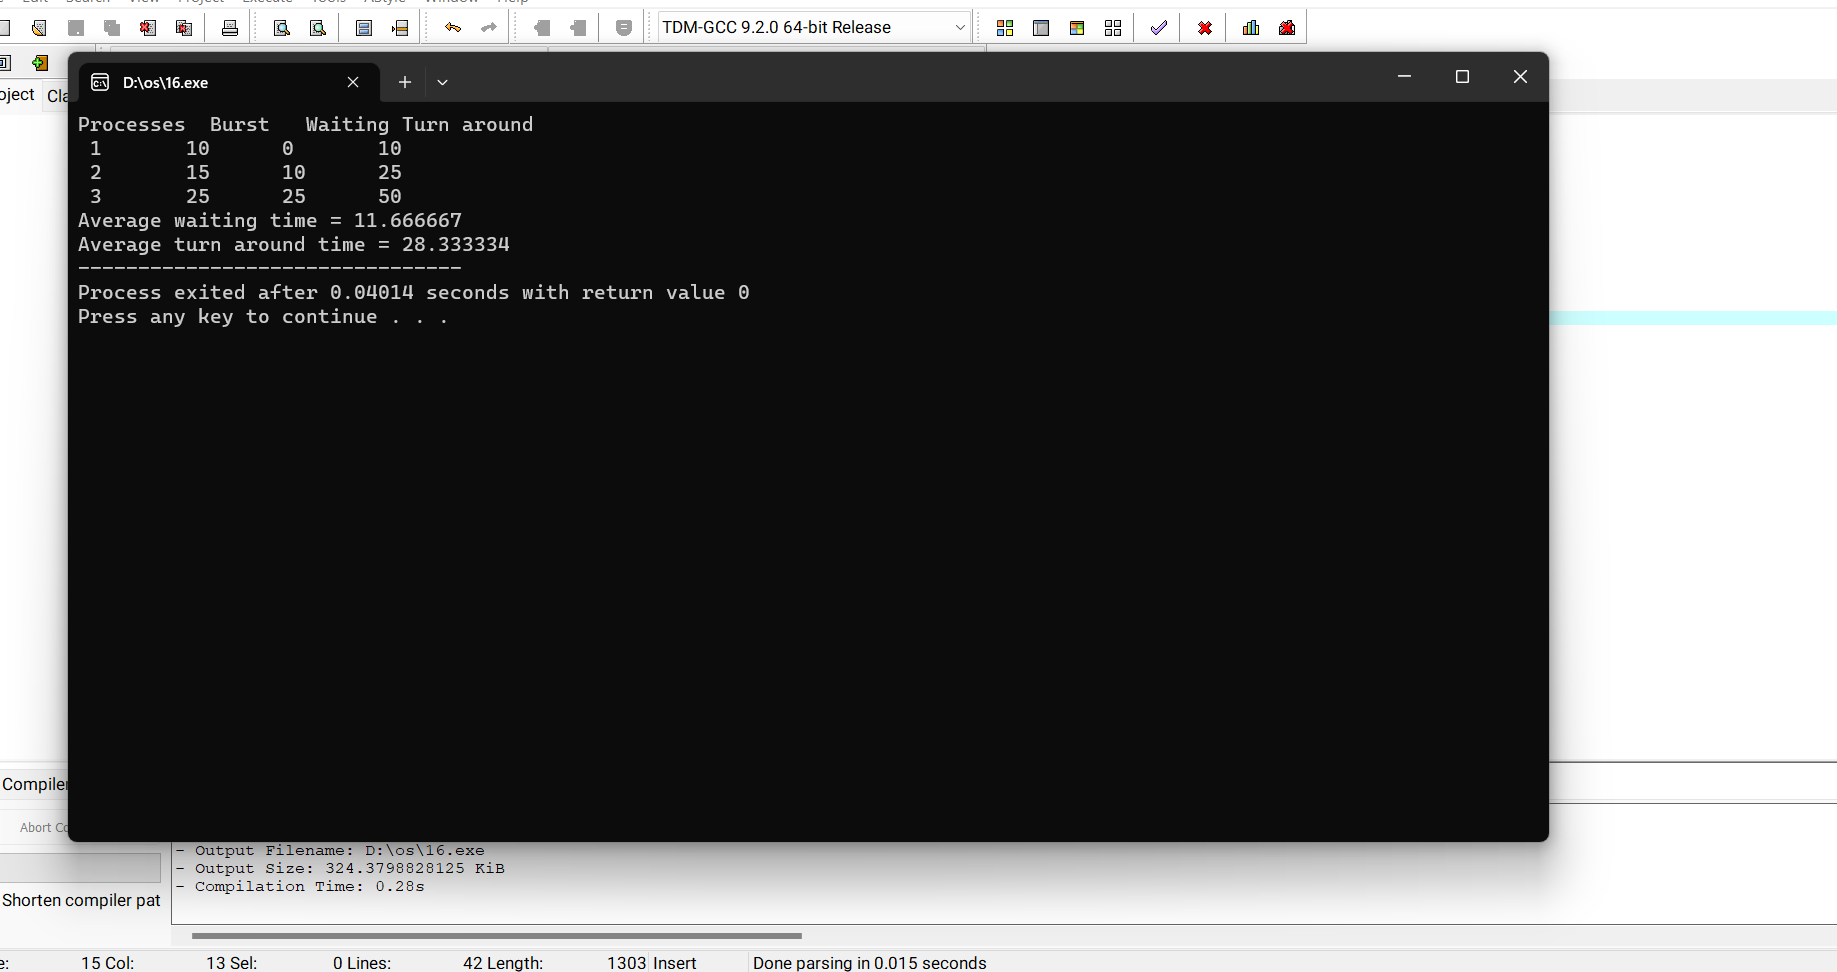 TDM-GCC 9.2.0 64-bit Release
oject Cla
D:\os\16.exe
Processes Burst Waiting Turn around
1 10 0 10
2 15 10 25
3 25 25 50
Average waiting time = 11.666667
Average turn around time = 28.333334
--------------------------------
Process exited after 0.04014 seconds with return value 0
Press any key to continue . . .
Compiler
Abort Co
- Output Filename: D:\os\16.exe
- Output Size: 324.3798828125 KiB
- Compilation Time: 0.28s
Shorten compiler pat
e: 15 Col: 13 Sel: 0 Lines: 42 Length: 1303 Insert Done parsing in 0.015 seconds